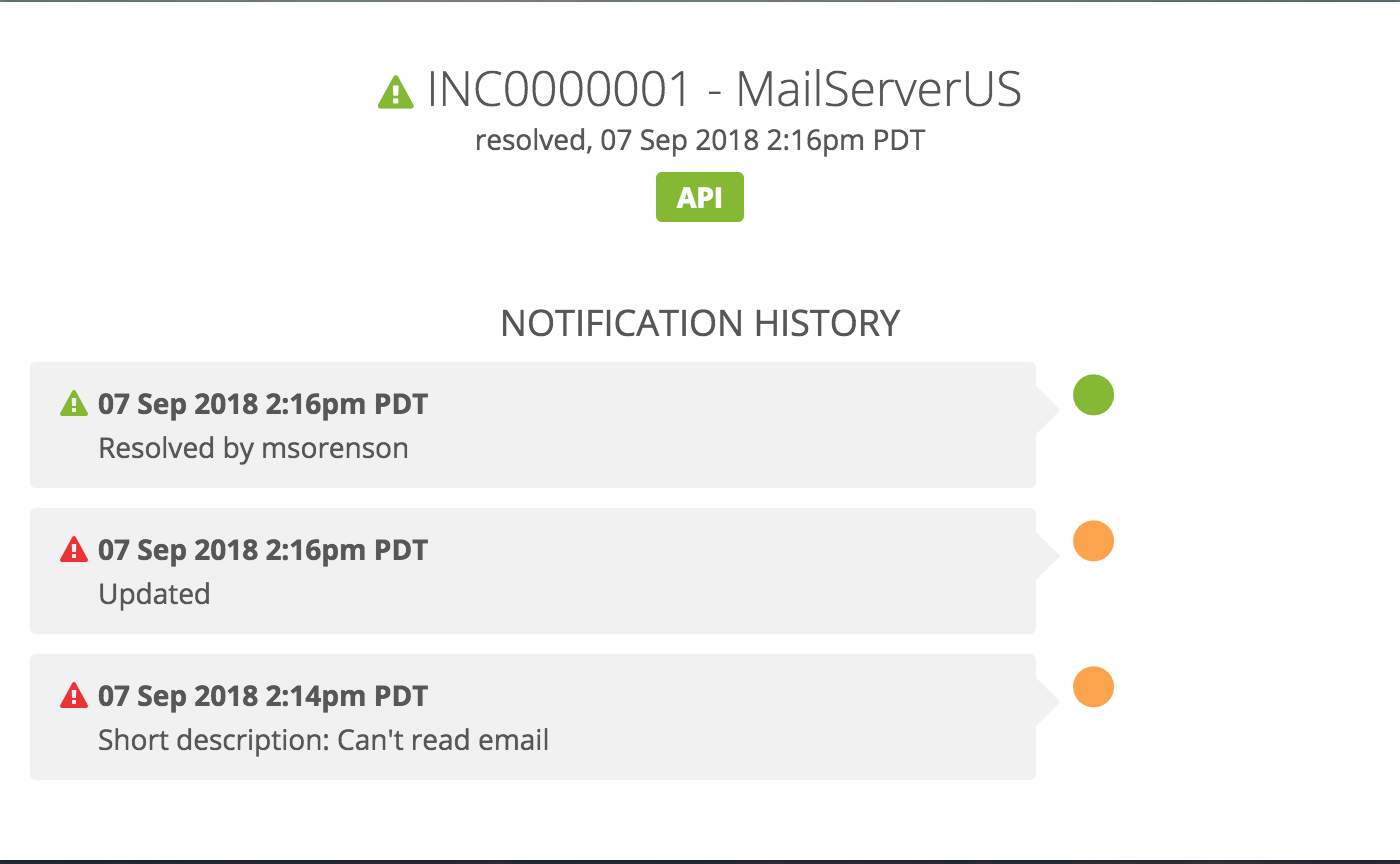 INC0000001 - MailServerUS
resolved, 07 Sep 2018 2:16pm PDT
API
NOTIFICATION HISTORY
07 Sep 2018 2:16pm PDT
Resolved by msorenson
07 Sep 2018 2:16pm PDT
Updated
07 Sep 2018 2:14pm PDT
Short description: Can't read email